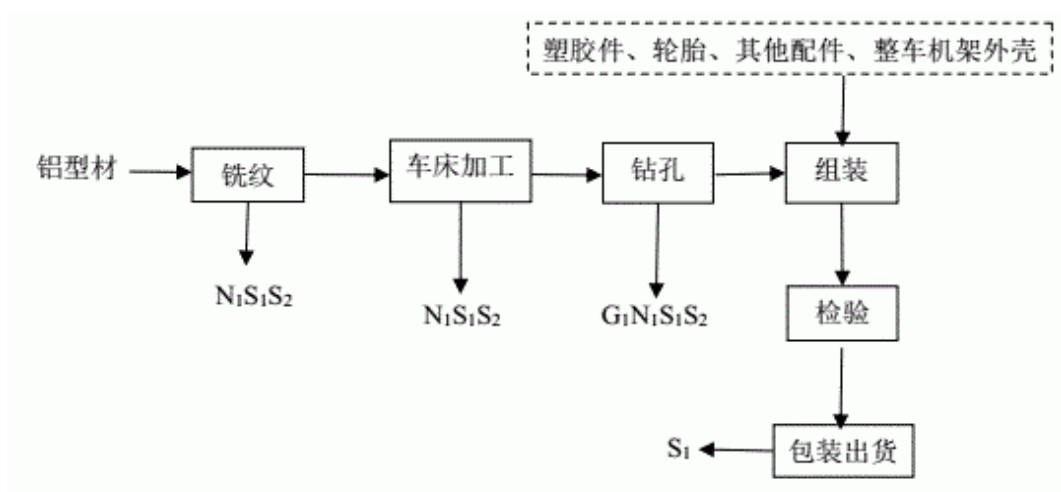 塑胶件、轮胎、其他配件、整车机架外壳
铝型材
铣纹
车床加工
钻孔
组装
N₁S₁S₂
N₁S₁S₂
G₁N₁S₁S₂
检验
S₁
包装出货